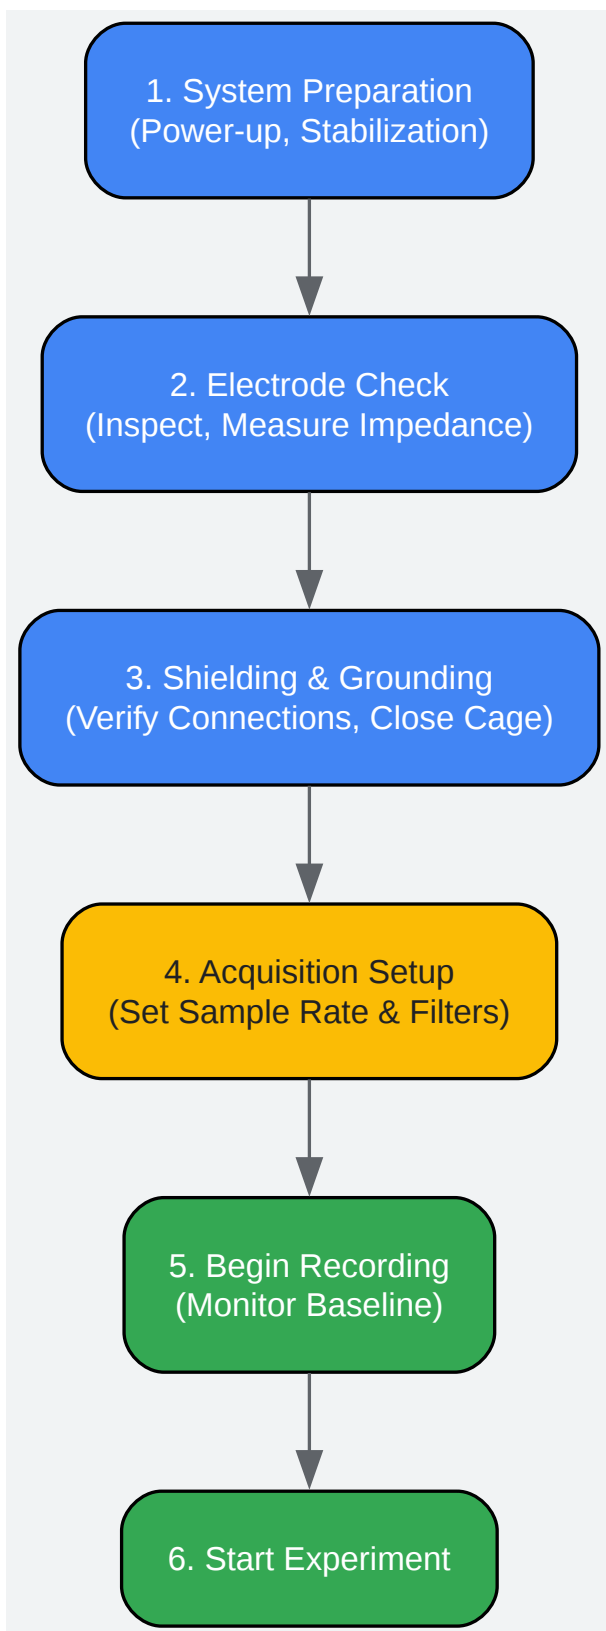 1. System Preparation
(Power-up, Stabilization)
2. Electrode Check
(Inspect, Measure Impedance)
3. Shielding & Grounding
(Verify Connections, Close Cage)
4. Acquisition Setup
(Set Sample Rate & Filters)
5. Begin Recording
(Monitor Baseline)
6. Start Experiment